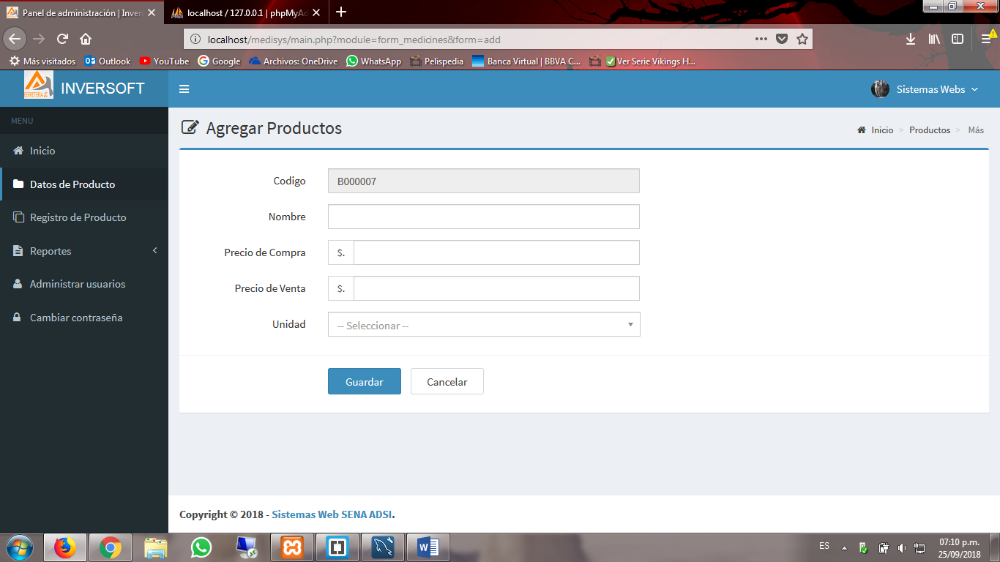 Panel de administración | Inver
localhost / 127.0.0.1 | phpMyAd
localhost/medisys/main.php?module=form_medicines&form=add
Más visitados
Outlook
YouTube
Google
Archivos: OneDrive
WhatsApp
Pelispedia
Banca Virtual | BBVA C...
✅Ver Serie Vikings H...
FERRETERIA JC
INVERSOFT
Sistemas Webs
MENU
Inicio
Datos de Producto
Registro de Producto
Reportes
Administrar usuarios
Cambiar contraseña
Agregar Productos
Inicio > Productos > Más
Codigo
B000007
Nombre
Precio de Compra
$.
Precio de Venta
$.
Unidad
-- Seleccionar --
Guardar
Cancelar
Copyright © 2018 - Sistemas Web SENA ADSI.
ES
07:10 p.m.
25/09/2018